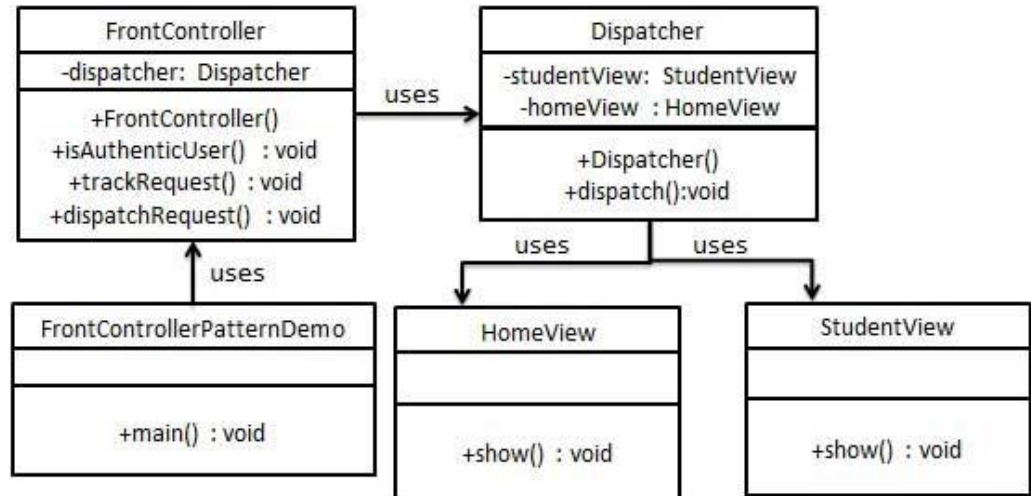 FrontController
-dispatcher: Dispatcher
+FrontController()
+isAuthenticUser() : void
+trackRequest() : void
+dispatchRequest() : void
uses
Dispatcher
-studentView: StudentView
-homeView : HomeView
+Dispatcher()
+dispatch():void
uses
uses
uses
FrontControllerPatternDemo
+main() : void
HomeView
+show() : void
StudentView
+show() : void